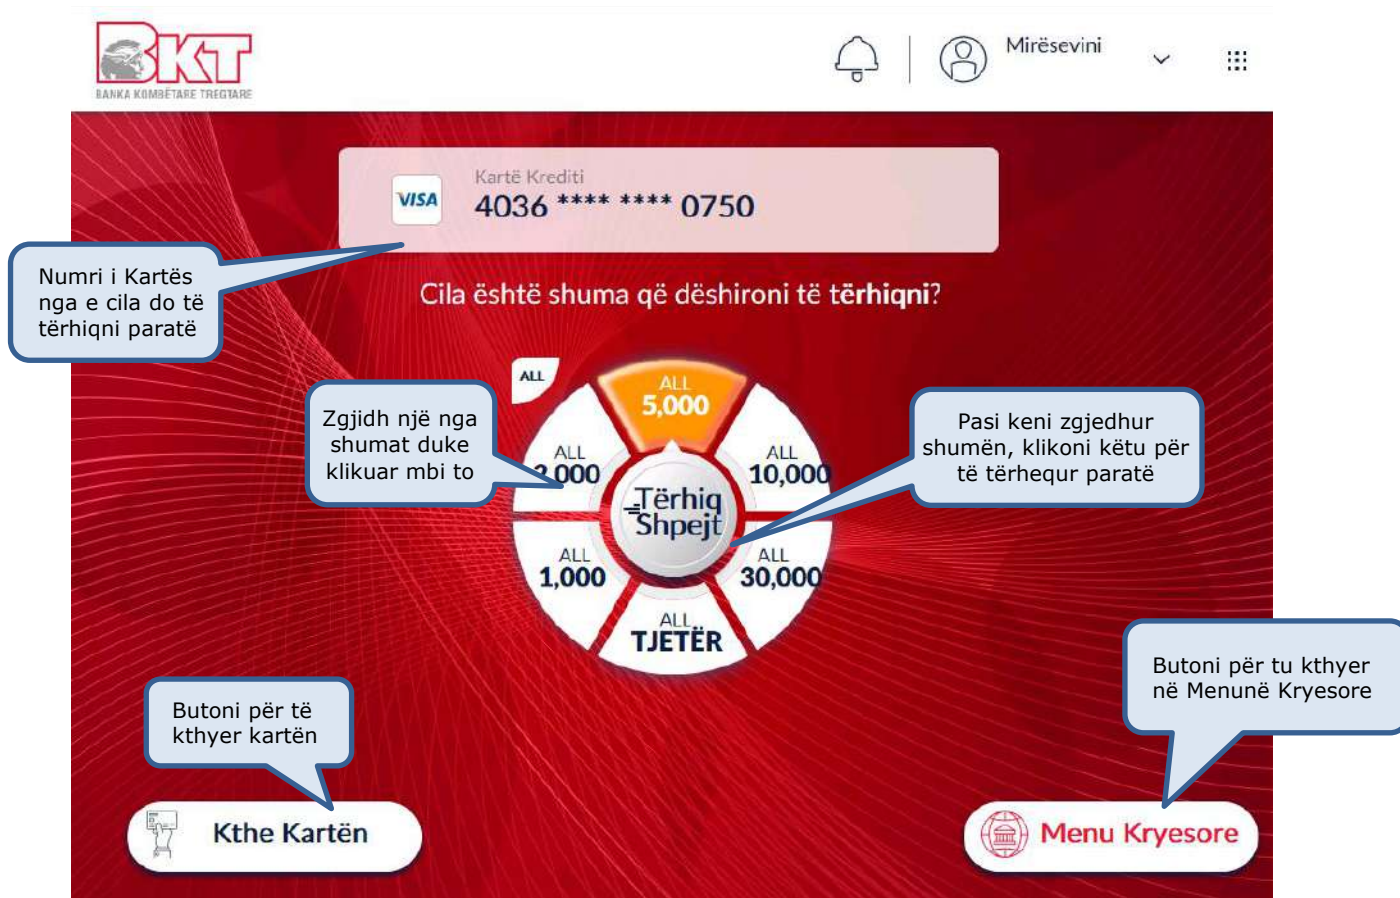 BKT
BANKA KOMBËTARE TREGTARE
Mirësevini
Kartë Krediti
VISA
4036 **** **** 0750
Numri i Kartës
nga e cila do të
tërhiqni paratë
Cila është shuma që dëshironi të tërhiqni?
ALL
ALL
5,000
Zgjidh një nga
shumat duke
klikuar mbi to
Pasi keni zgjedhur
shumën, klikoni këtu për
të tërhequr paratë
ALL
2,000
ALL
10,000
Tërhiq
Shpejt
ALL
1,000
ALL
30,000
ALL
TJETËR
Butoni për tu kthyer
në Menunë Kryesore
Butoni për të
kthyer kartën
Kthe Kartën
Menu Kryesore